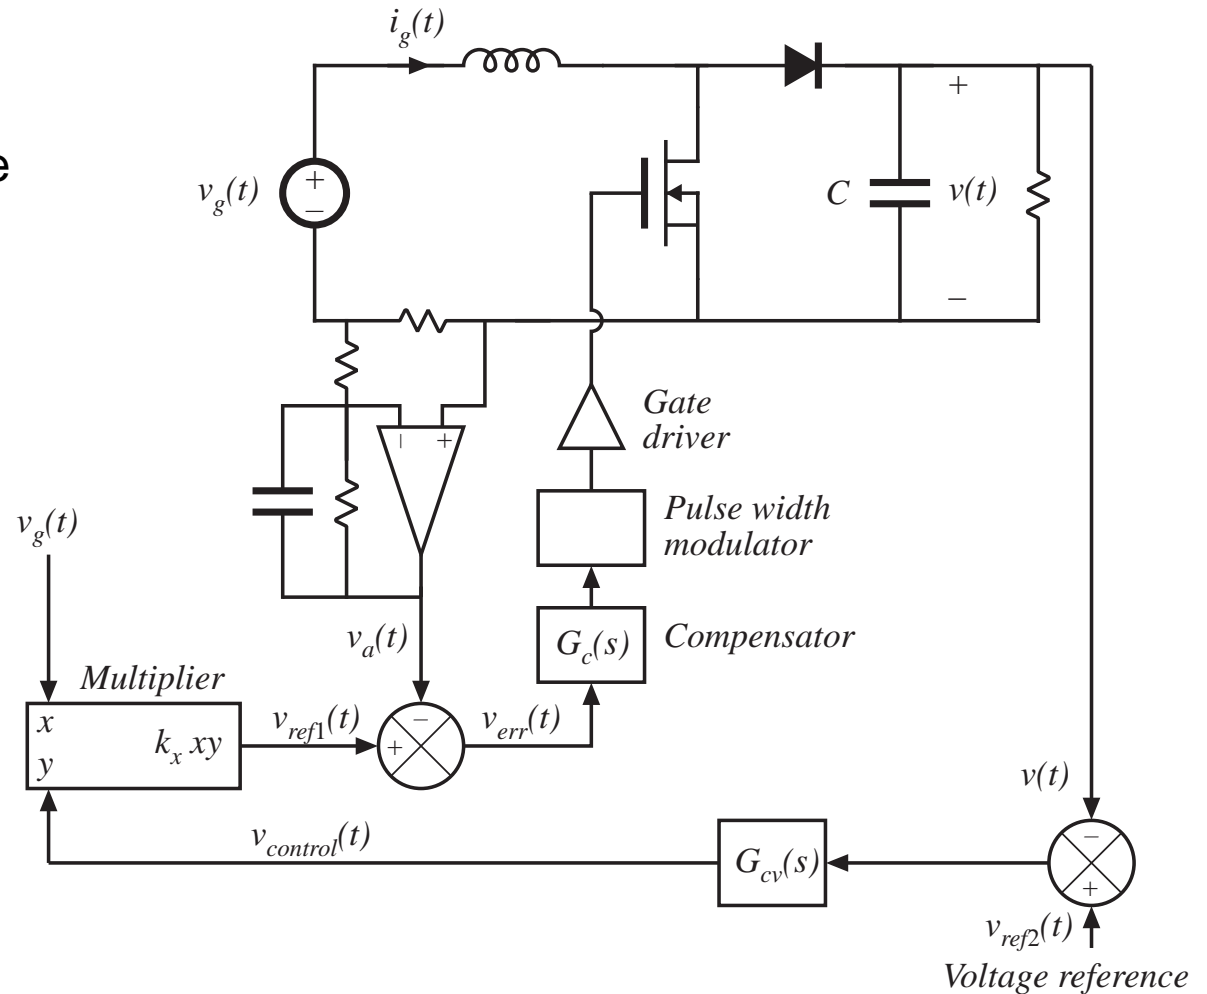 i_g(t)
e
v_g(t)
+
−
C
+
v(t)
−
− +
Gate
driver
Pulse width
modulator
v_g(t)
v_a(t)
G_c(s)
Compensator
Multiplier
x
y
k_x xy
v_ref1(t)
−
+
v_err(t)
v(t)
v_control(t)
G_cv(s)
−
+
v_ref2(t)
Voltage reference